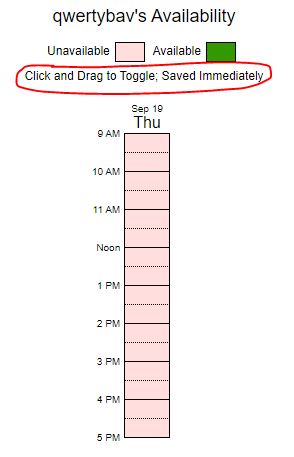 qwertybav's Availability
Unavailable Available
Click and Drag to Toggle; Saved Immediately
Sep 19
Thu
9 AM
10 AM
11 AM
Noon
1 PM
2 PM
3 PM
4 PM
5 PM